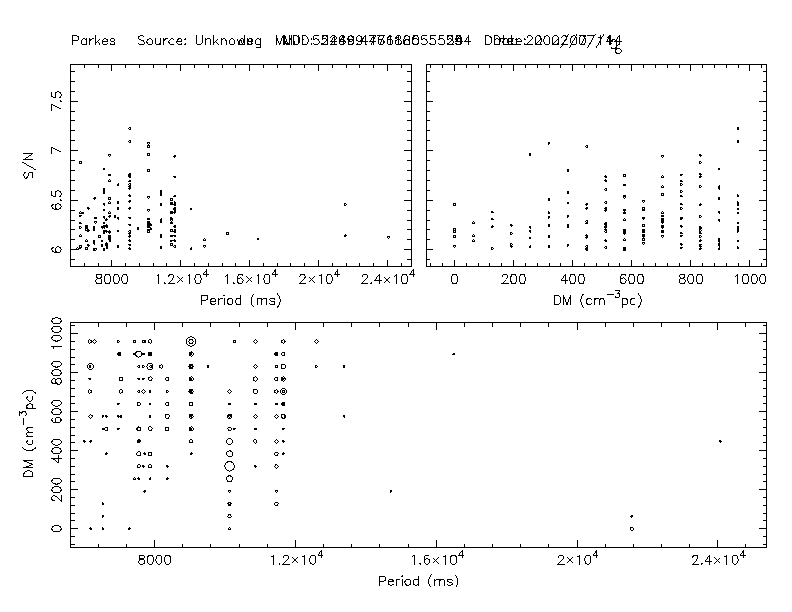 Parkes Source: Unknown
7.5
7
6.5
6
S/N
8000 1.2×10⁴ 1.6×10⁴ 2×10⁴ 2.4×10⁴
Period (ms)
0 200 400 600 800 1000
DM (cm⁻³pc)
1000
800
600
400
200
0
DM (cm⁻³pc)
8000 1.2×10⁴ 1.6×10⁴ 2×10⁴ 2.4×10⁴
Period (ms)